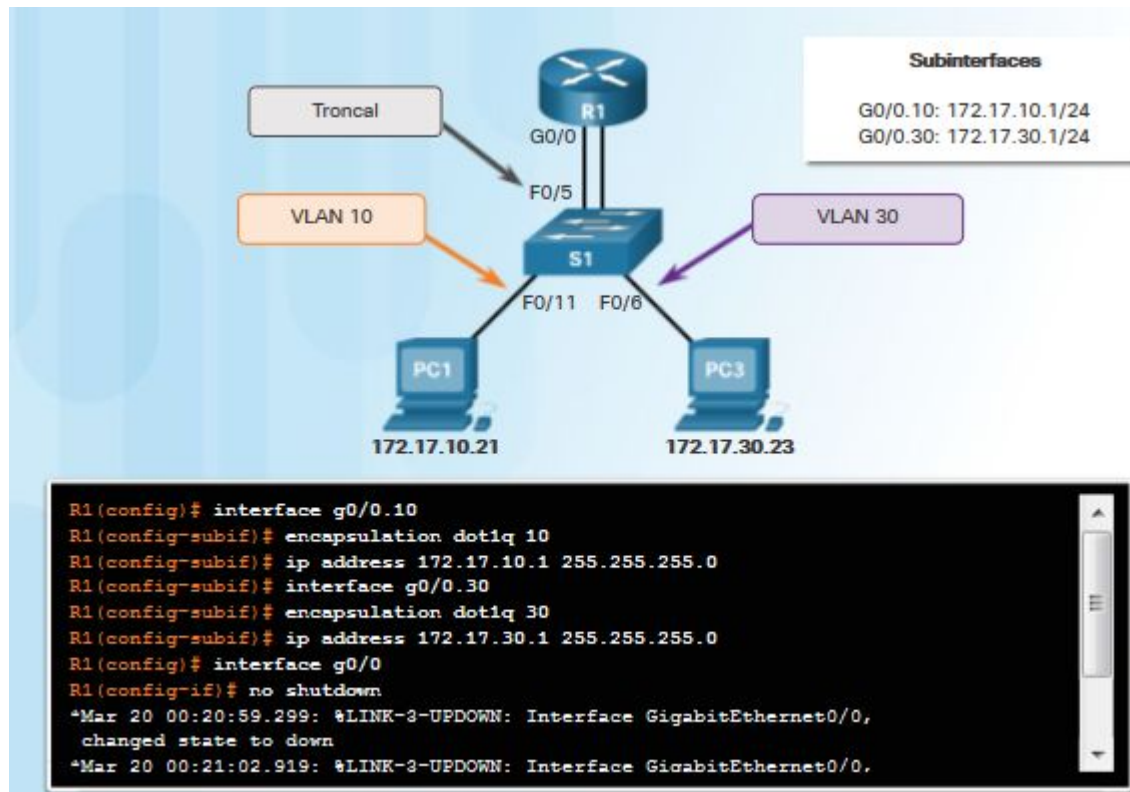 Subinterfaces
G0/0.10: 172.17.10.1/24
G0/0.30: 172.17.30.1/24
Troncal
R1
G0/0
F0/5
VLAN 10
VLAN 30
S1
F0/11 F0/6
PC1
PC3
172.17.10.21
172.17.30.23
R1(config)# interface g0/0.10
R1(config-subif)# encapsulation dot1q 10
R1(config-subif)# ip address 172.17.10.1 255.255.255.0
R1(config-subif)# interface g0/0.30
R1(config-subif)# encapsulation dot1q 30
R1(config-subif)# ip address 172.17.30.1 255.255.255.0
R1(config)# interface g0/0
R1(config-if)# no shutdown
*Mar 20 00:20:59.299: %LINK-3-UPDOWN: Interface GigabitEthernet0/0,
changed state to down
*Mar 20 00:21:02.919: %LINK-3-UPDOWN: Interface GigabitEthernet0/0,